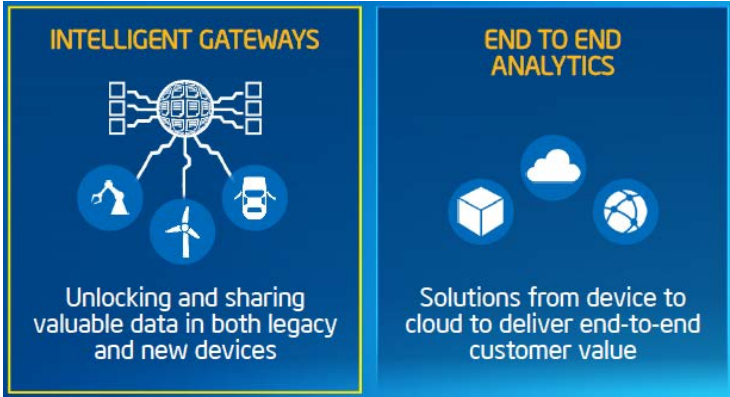 INTELLIGENT GATEWAYS
Unlocking and sharing
valuable data in both legacy
and new devices
END TO END
ANALYTICS
Solutions from device to
cloud to deliver end-to-end
customer value